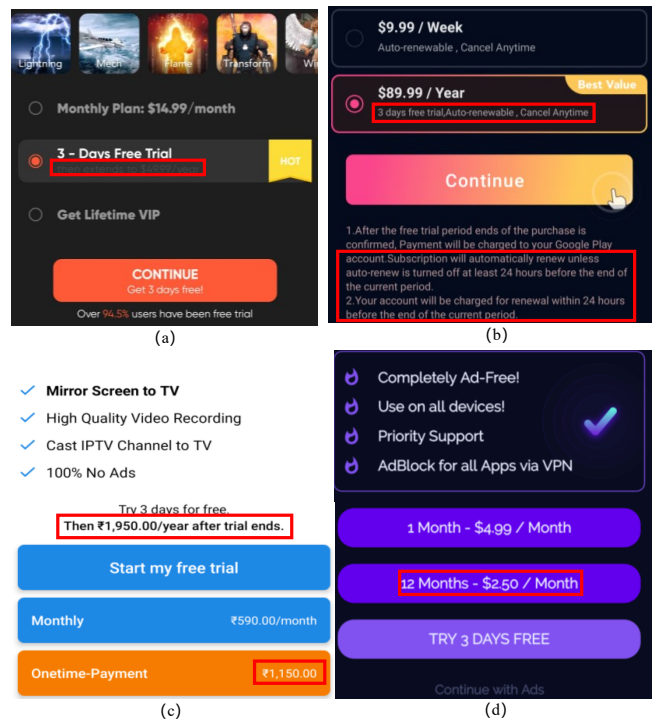 Lightning
Mech
Flame
Transform
Wi
Monthly Plan: $14.99/month
3 - Days Free Trial
then extends to $4999/year
HOT
Get Lifetime VIP
CONTINUE
Get 3 days free!
Over 94.5% users have been free trial
(a)
$9.99 / Week
Auto-renewable , Cancel Anytime
Best Value
$89.99 / Year
3 days free trial,Auto-renewable , Cancel Anytime
Continue
1.After the free trial period ends of the purchase is
confirmed, Payment will be charged to your Google Play
account.Subscription will automatically renew unless
auto-renew is turned off at least 24 hours before the end of
the current period.
2.Your account will be charged for renewal within 24 hours
before the end of the current period.
(b)
Mirror Screen to TV
High Quality Video Recording
Cast IPTV Channel to TV
100% No Ads
Try 3 days for free.
Then ₹1,950.00/year after trial ends.
Start my free trial
Monthly ₹590.00/month
Onetime-Payment ₹1,150.00
(c)
Completely Ad-Free!
Use on all devices!
Priority Support
AdBlock for all Apps via VPN
1 Month - $4.99 / Month
12 Months - $2.50 / Month
TRY 3 DAYS FREE
Continue with Ads
(d)